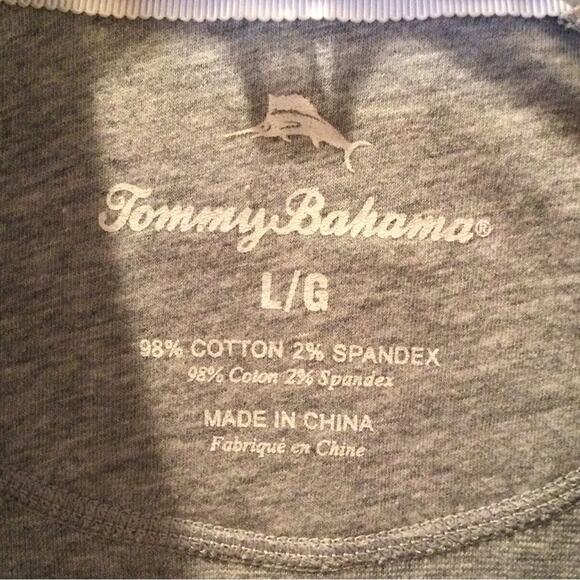 Tommy Bahama®
L/G
98% COTTON 2% SPANDEX
98% Coton 2% Spandex
MADE IN CHINA
Fabriqué en Chine